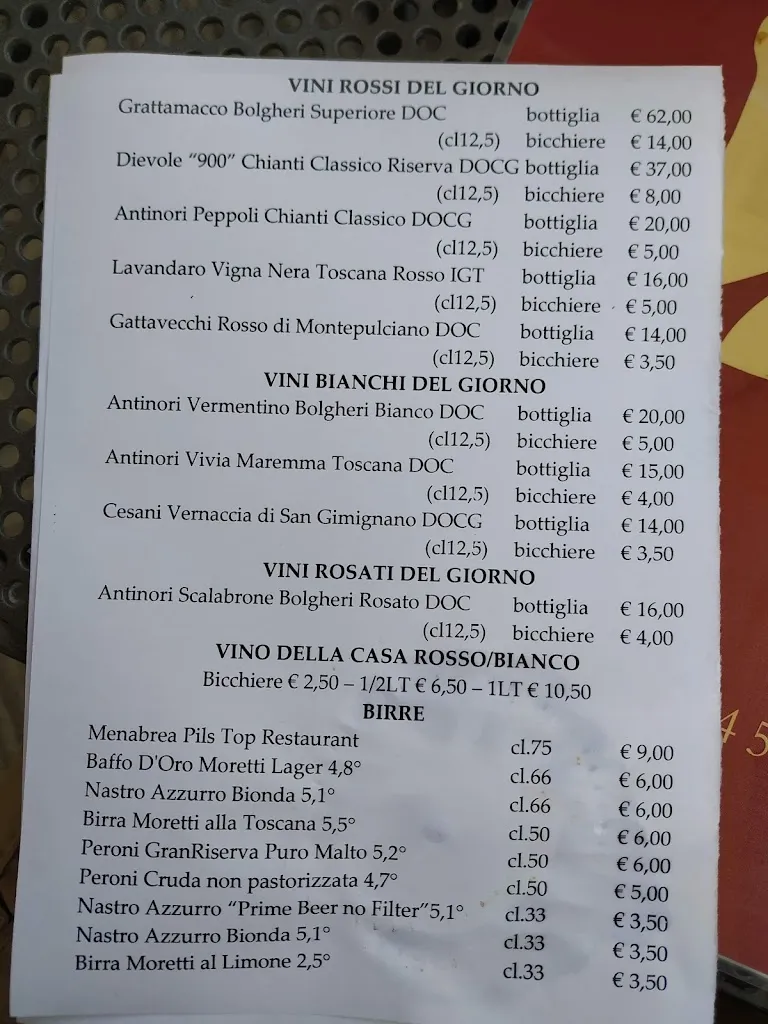 VINI ROSSI DEL GIORNO
Grattamacco Bolgheri Superiore DOC bottiglia € 62,00
(cl12,5) bicchiere € 14,00
Dievole “900” Chianti Classico Riserva DOCG bottiglia € 37,00
(cl12,5) bicchiere € 8,00
Antinori Peppoli Chianti Classico DOCG bottiglia € 20,00
(cl12,5) bicchiere € 5,00
Lavandaro Vigna Nera Toscana Rosso IGT bottiglia € 16,00
(cl12,5) bicchiere € 5,00
Gattavecchi Rosso di Montepulciano DOC bottiglia € 14,00
(cl12,5) bicchiere € 3,50
VINI BIANCHI DEL GIORNO
Antinori Vermentino Bolgheri Bianco DOC bottiglia € 20,00
(cl12,5) bicchiere € 5,00
Antinori Vivia Maremma Toscana DOC bottiglia € 15,00
(cl12,5) bicchiere € 4,00
Cesani Vernaccia di San Gimignano DOCG bottiglia € 14,00
(cl12,5) bicchiere € 3,50
VINI ROSATI DEL GIORNO
Antinori Scalabrone Bolgheri Rosato DOC bottiglia € 16,00
(cl12,5) bicchiere € 4,00
VINO DELLA CASA ROSSO/BIANCO
Bicchiere € 2,50 – 1/2LT € 6,50 – 1LT € 10,50
BIRRE
Menabrea Pils Top Restaurant cl.75 € 9,00
Baffo D'Oro Moretti Lager 4,8° cl.66 € 6,00
Nastro Azzurro Bionda 5,1° cl.66 € 6,00
Birra Moretti alla Toscana 5,5° cl.50 € 6,00
Peroni GranRiserva Puro Malto 5,2° cl.50 € 6,00
Peroni Cruda non pastorizzata 4,7° cl.50 € 5,00
Nastro Azzurro “Prime Beer no Filter”5,1° cl.33 € 3,50
Nastro Azzurro Bionda 5,1° cl.33 € 3,50
Birra Moretti al Limone 2,5° cl.33 € 3,50
45